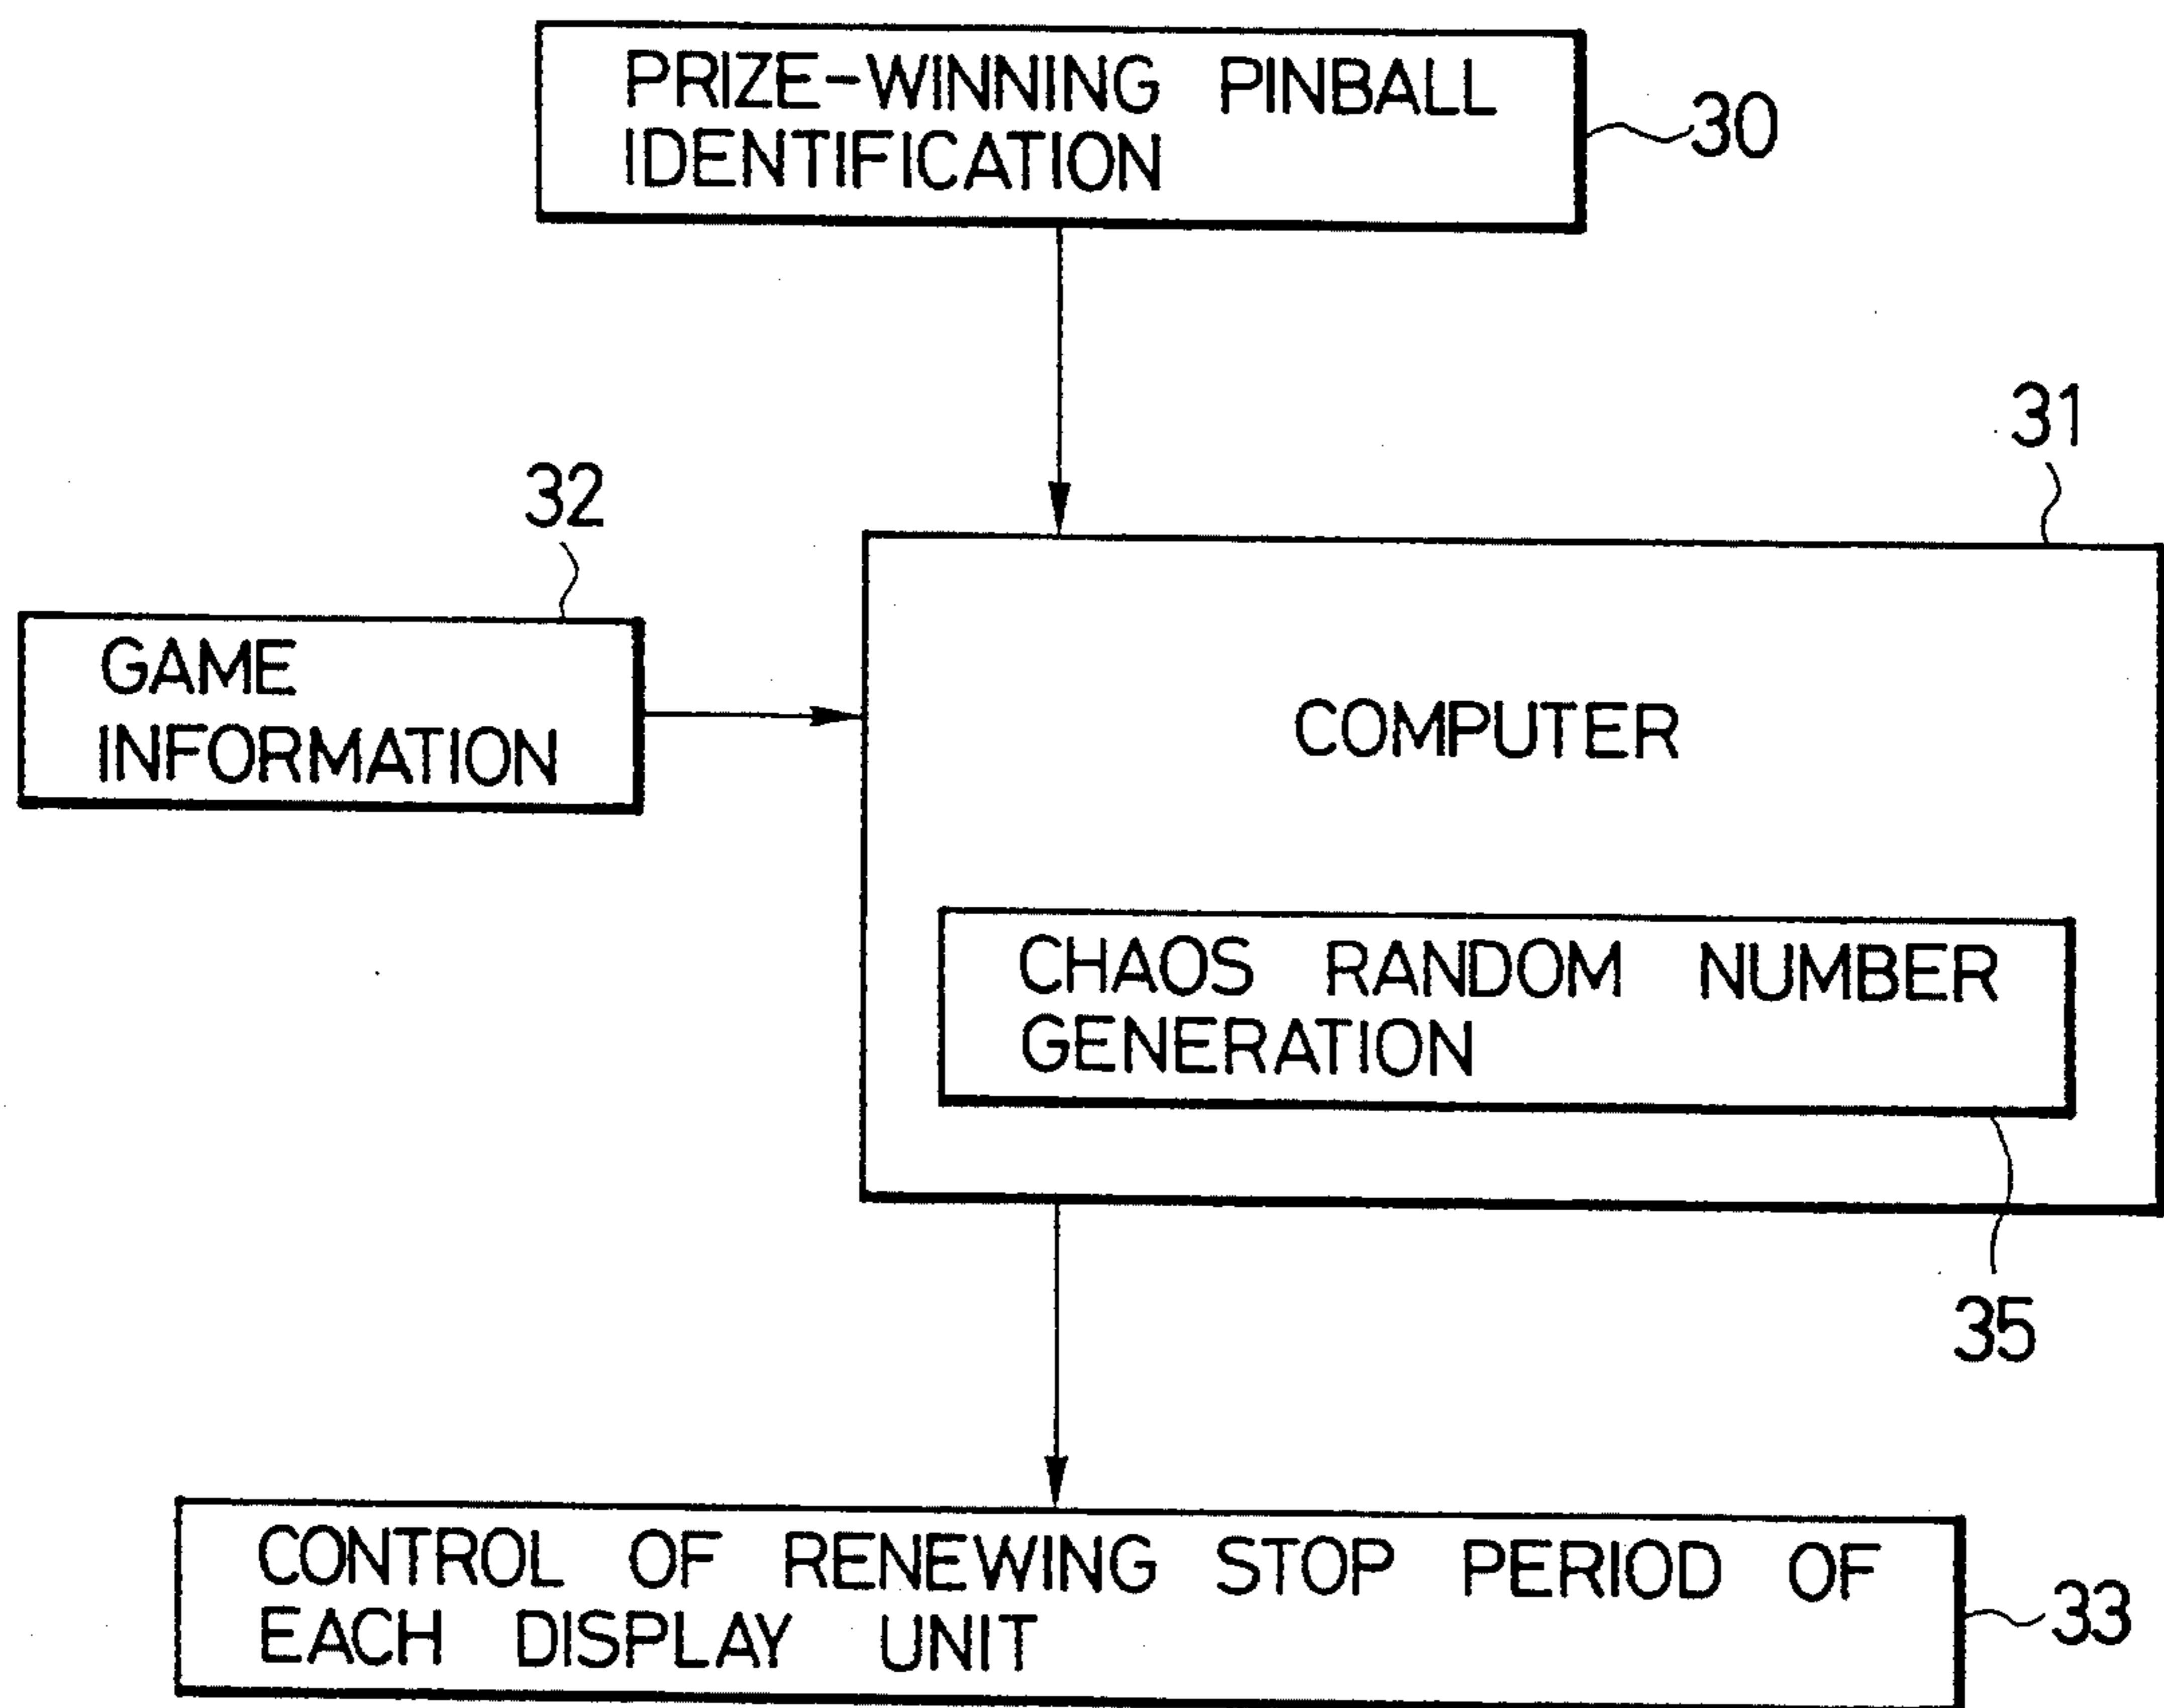 PRIZE-WINNING PINBALL
IDENTIFICATION
30
31
32
GAME
INFORMATION
COMPUTER
CHAOS RANDOM NUMBER
GENERATION
35
CONTROL OF RENEWING STOP PERIOD OF
EACH DISPLAY UNIT
33